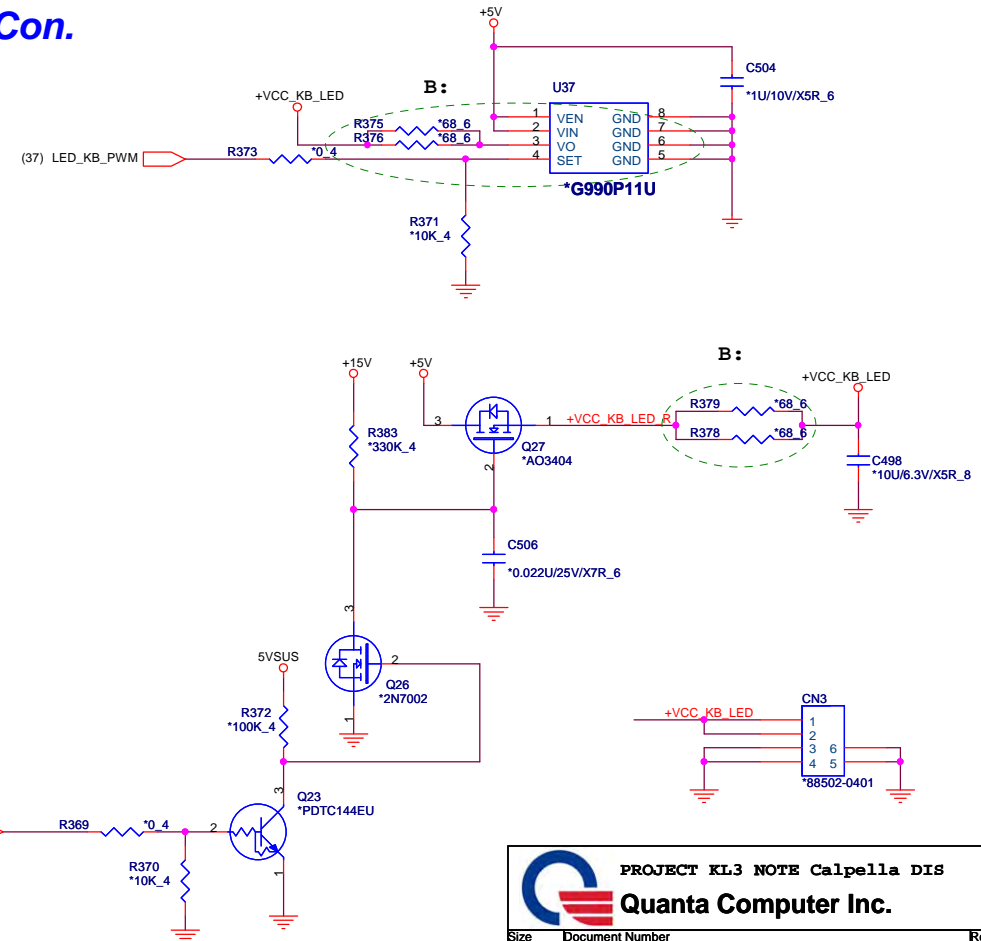 Con.
+5V
C504
*1U/10V/X5R_6
B:
U37
+VCC_KB_LED
R375 *68_6
R376 *68_6
1 VEN GND 8
2 VIN GND 7
3 VO GND 6
4 SET GND 5
*G990P11U
(37) LED_KB_PWM
R373 *0_4
R371
*10K_4
B:
+15V
+5V
+VCC_KB_LED
R379 *68_6
R378 *68_6
3
1
+VCC_KB_LED_R
R383
*330K_4
Q27
*AO3404
2
C498
*10U/6.3V/X5R_8
C506
*0.022U/25V/X7R_6
3
5VSUS
2
Q26
*2N7002
1
R372
*100K_4
+VCC_KB_LED
CN3
1
2
3 6
4 5
*88502-0401
3
Q23
*PDTC144EU
R369 *0_4
2
R370
*10K_4
1
PROJECT KL3 NOTE Calpella DIS
Quanta Computer Inc.
Size Document Number Re